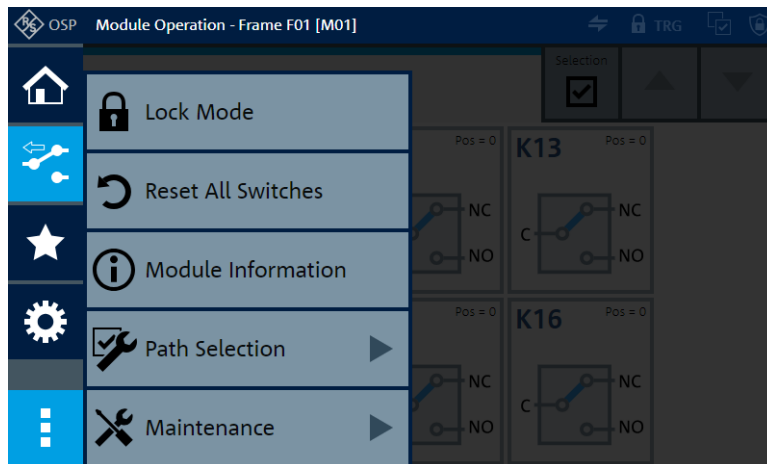 R&S OSP Module Operation - Frame F01 [M01] TRG
Selection
Lock Mode
Pos = 0 K13 Pos = 0
Reset All Switches
NC NC
C
NO NO
Module Information
Pos = 0 K16 Pos = 0
Path Selection
NC NC
C
Maintenance NO NO